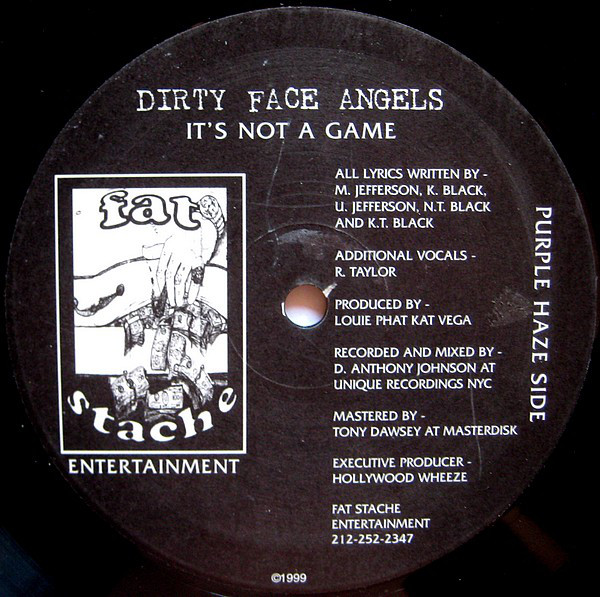 DIRTY FACE ANGELS
IT'S NOT A GAME
fat
stache
ENTERTAINMENT
ALL LYRICS WRITTEN BY -
M. JEFFERSON, K. BLACK,
U. JEFFERSON, N.T. BLACK
AND K.T. BLACK
ADDITIONAL VOCALS -
R. TAYLOR
PRODUCED BY -
LOUIE PHAT KAT VEGA
RECORDED AND MIXED BY -
D. ANTHONY JOHNSON AT
UNIQUE RECORDINGS NYC
MASTERED BY -
TONY DAWSEY AT MASTERDISK
EXECUTIVE PRODUCER -
HOLLYWOOD WHEEZE
FAT STACHE
ENTERTAINMENT
212-252-2347
PURPLE HAZE SIDE
©1999